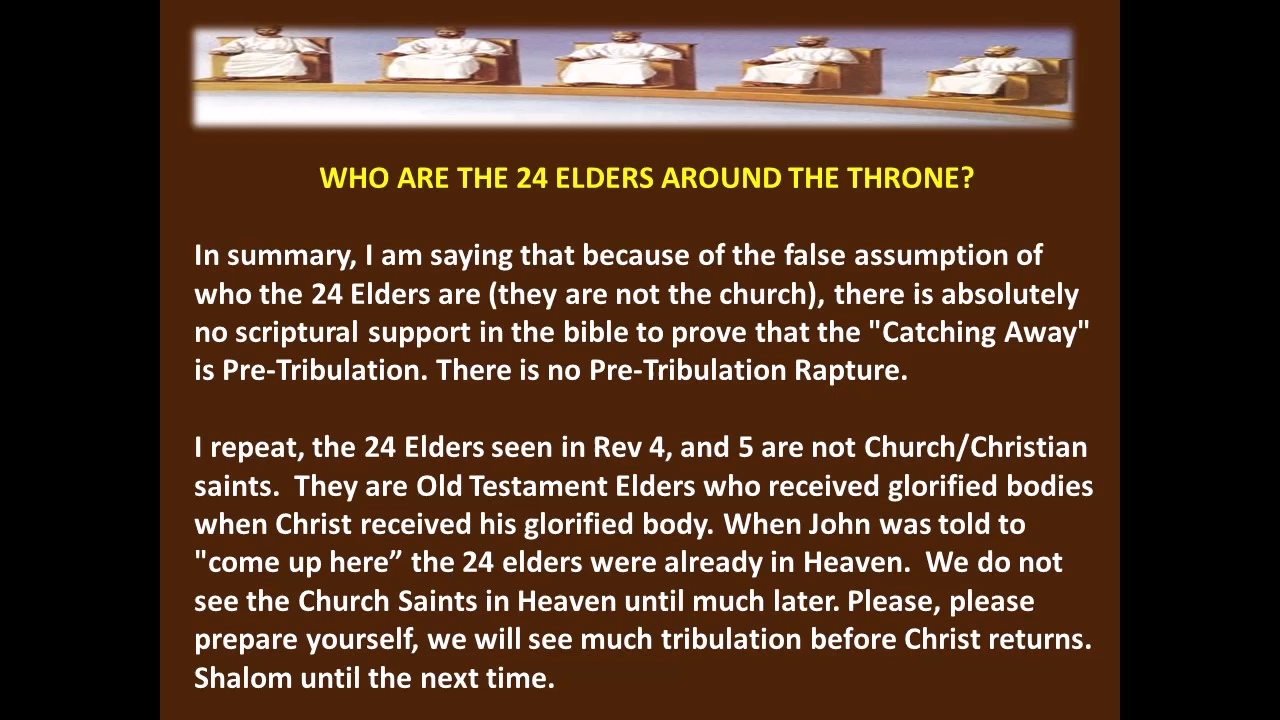 WHO ARE THE 24 ELDERS AROUND THE THRONE?
In summary, I am saying that because of the false assumption of
who the 24 Elders are (they are not the church), there is absolutely
no scriptural support in the bible to prove that the "Catching Away"
is Pre-Tribulation. There is no Pre-Tribulation Rapture.
I repeat, the 24 Elders seen in Rev 4, and 5 are not Church/Christian
saints.  They are Old Testament Elders who received glorified bodies
when Christ received his glorified body. When John was told to
"come up here” the 24 elders were already in Heaven.  We do not
see the Church Saints in Heaven until much later. Please, please
prepare yourself, we will see much tribulation before Christ returns.
Shalom until the next time.